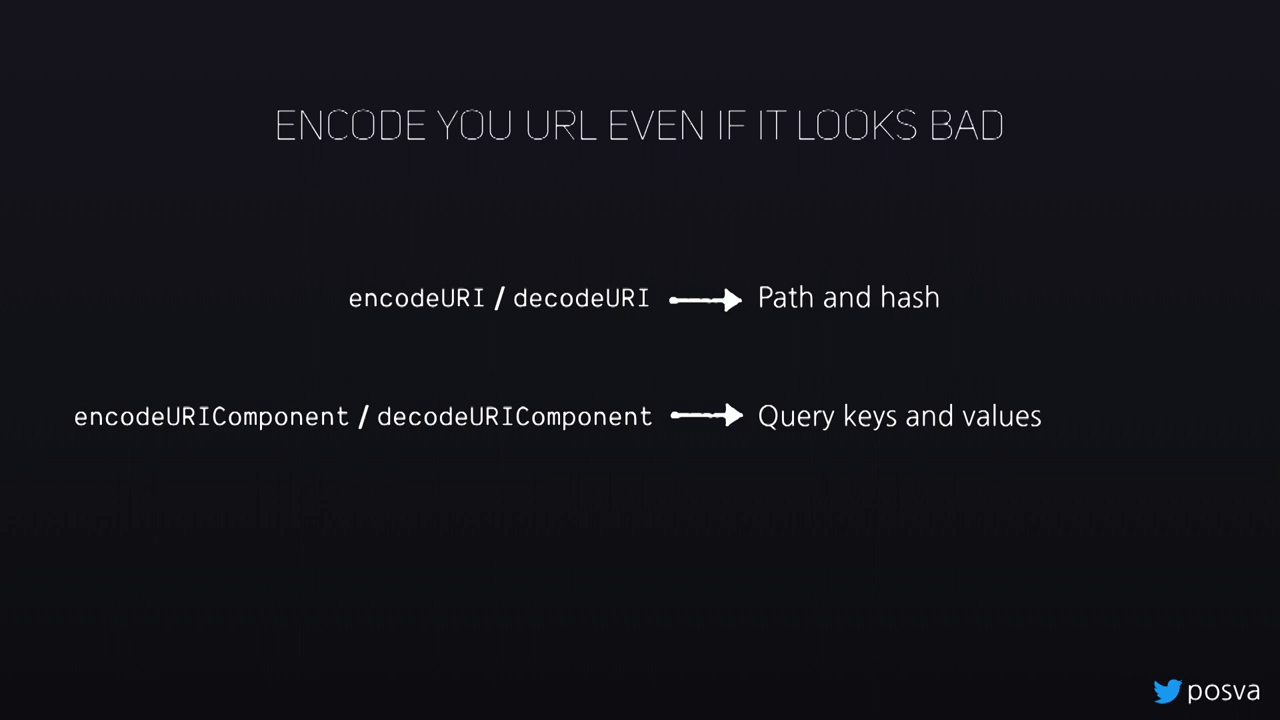 ENCODE YOU URL EVEN IF IT LOOKS BAD
encodeURI / decodeURI Path and hash
encodeURIComponent / decodeURIComponent Query keys and values
posva